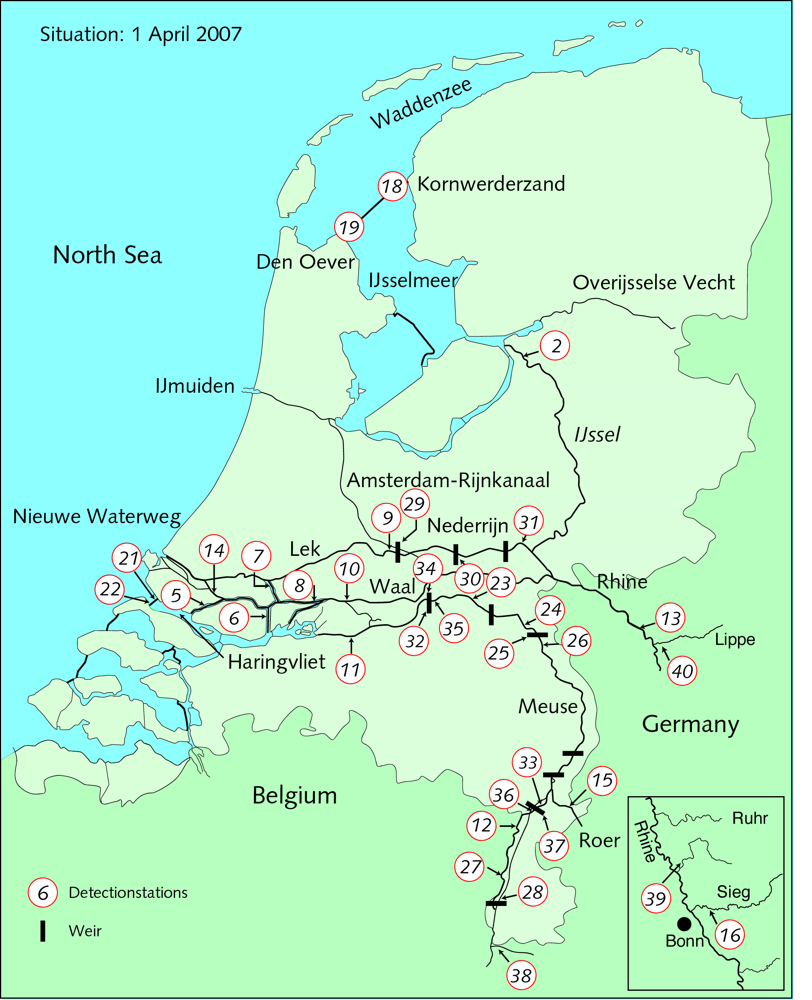 Situation: 1 April 2007
Waddenzee
18
Kornwerderzand
19
North Sea
Den Oever
IJsselmeer
Overijsselse Vecht
2
IJmuiden
IJssel
Amsterdam-Rijnkanaal
29
Nieuwe Waterweg
9
Nederrijn
31
Lek
14
7
21
10
34
30
23
Rhine
22
5
8
Waal
6
24
13
32
35
25
26
Lippe
Haringvliet
11
40
Meuse
Germany
33
15
Belgium
36
12
37
Roer
27
28
38
Ruhr
Rhine
39
Sieg
Bonn
16
6 Detectionstations
Weir